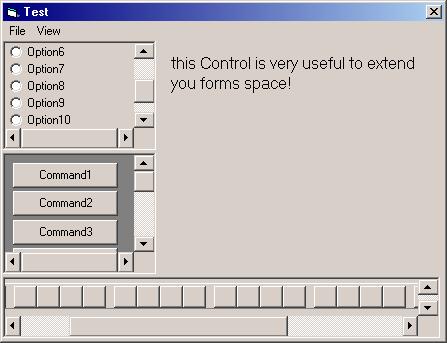 Test
File View
Option6
Option7
Option8
Option9
Option10
this Control is very useful to extend
you forms space!
Command1
Command2
Command3